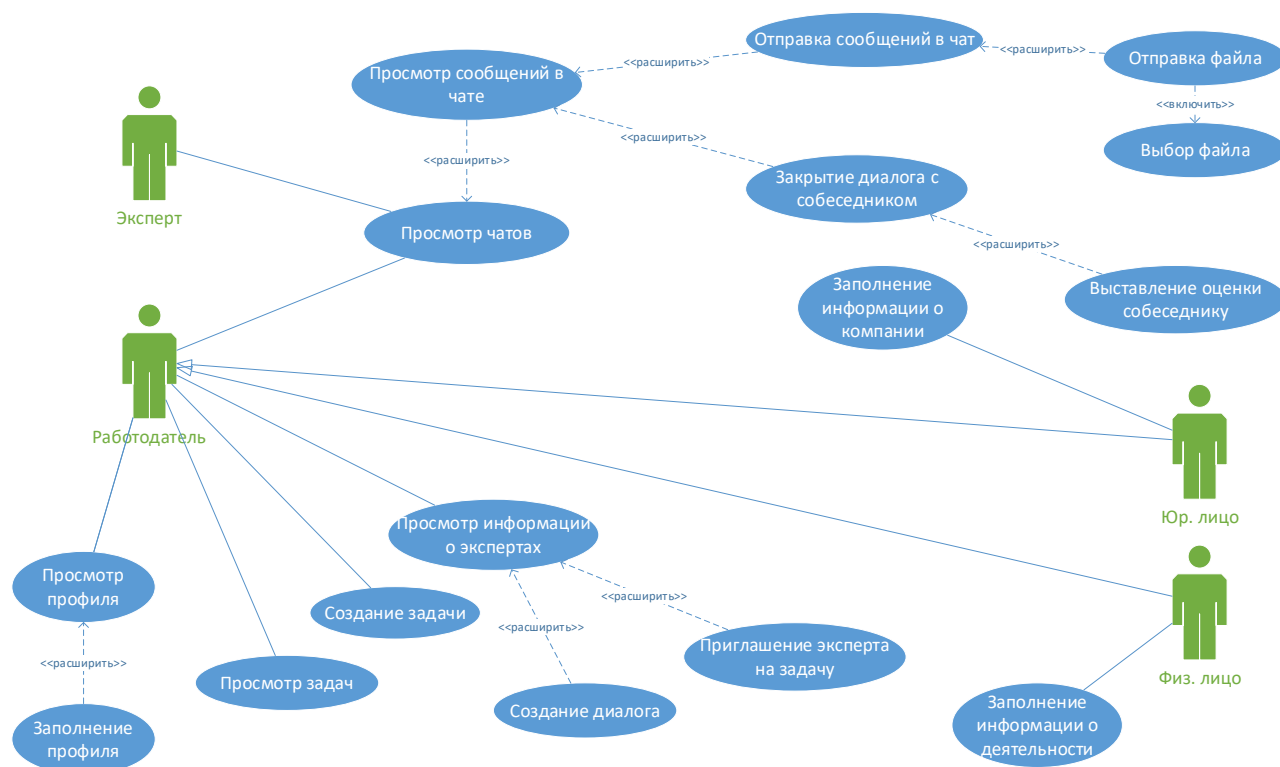 Отправка сообщений в чат
<<расширить>>
Отправка файла
<<расширить>>
Просмотр сообщений в
чате
<<включить>>
<<расширить>>
Выбор файла
<<расширить>>
Закрытие диалога с
собеседником
Эксперт
Просмотр чатов
<<расширить>>
Заполнение
информации о
компании
Выставление оценки
собеседнику
Работодатель
Юр. лицо
Просмотр информации
о экспертах
Просмотр
профиля
<<расширить>>
Создание задачи
<<расширить>>
Приглашение эксперта
на задачу
<<расширить>>
Просмотр задач
Физ. лицо
Создание диалога
Заполнение
профиля
Заполнение
информации о
деятельности